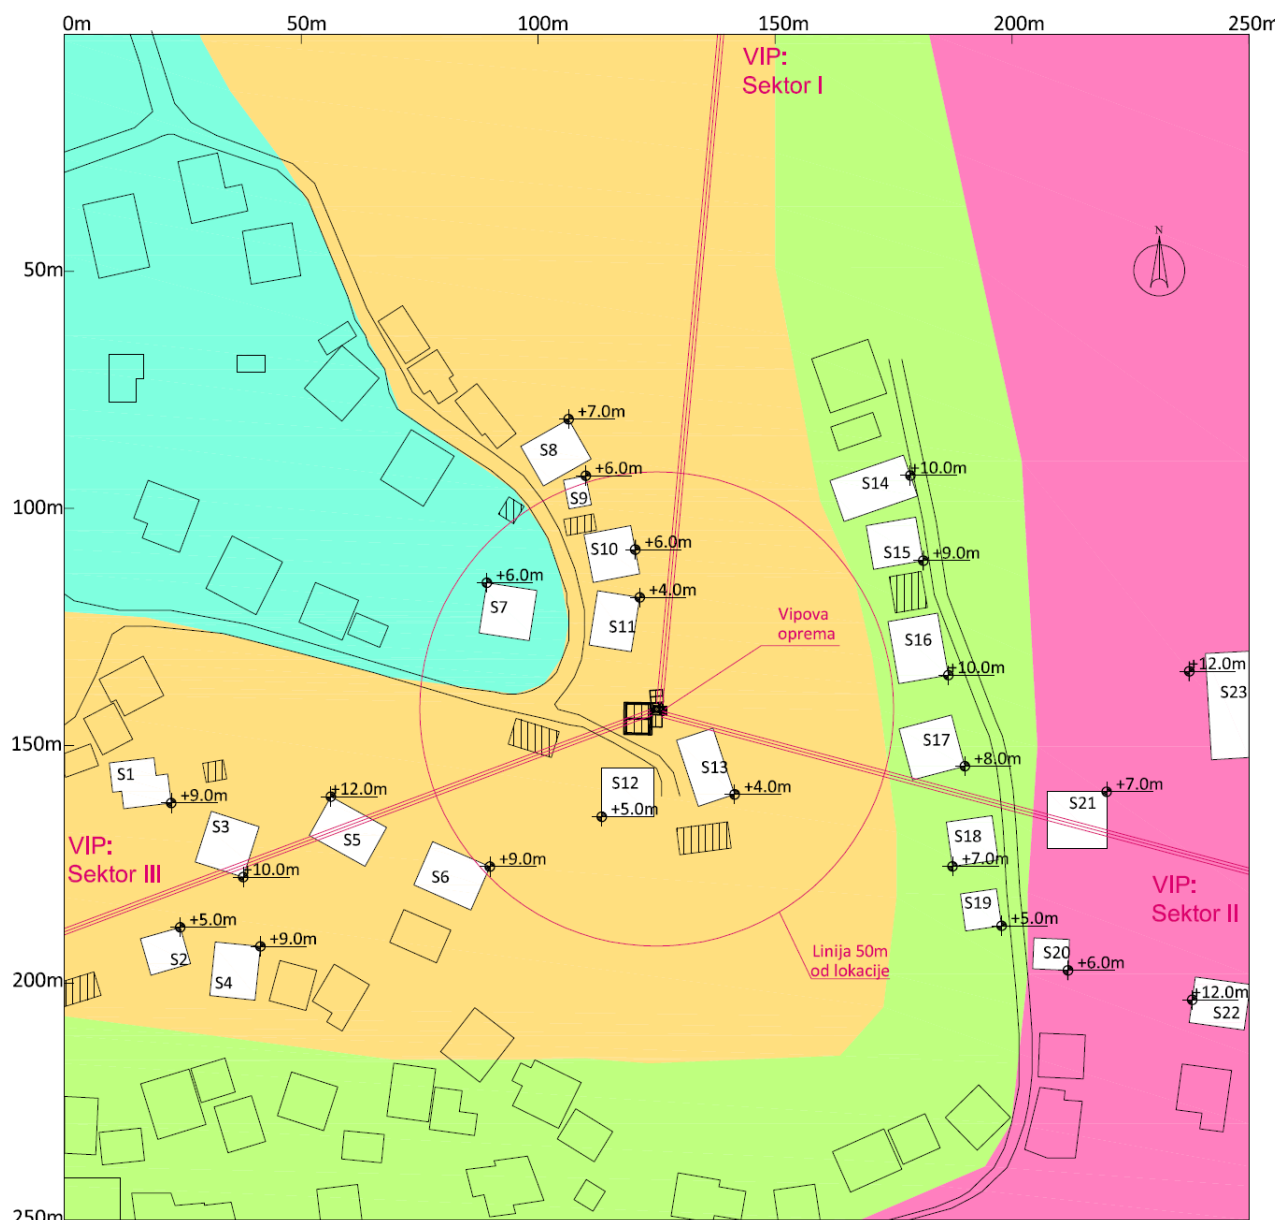 0m
50m
100m
150m
200m
250m
VIP:
Sektor I
N
50m
+7.0m
S8
+6.0m
S9
+10.0m
S14
100m
S10
+6.0m
S15
+9.0m
+6.0m
S7
+4.0m
S11
Vipova
oprema
S16
+10.0m
+12.0m
S23
150m
S17
+8.0m
S1
+9.0m
S13
+4.0m
S12
+5.0m
+12.0m
S5
S3
+7.0m
S21
VIP:
Sektor III
+10.0m
S6
+9.0m
S18
+7.0m
VIP:
Sektor II
S19
+5.0m
+5.0m
S2
+9.0m
S4
Linija 50m
od lokacije
S20
+6.0m
200m
+12.0m
S22
250m